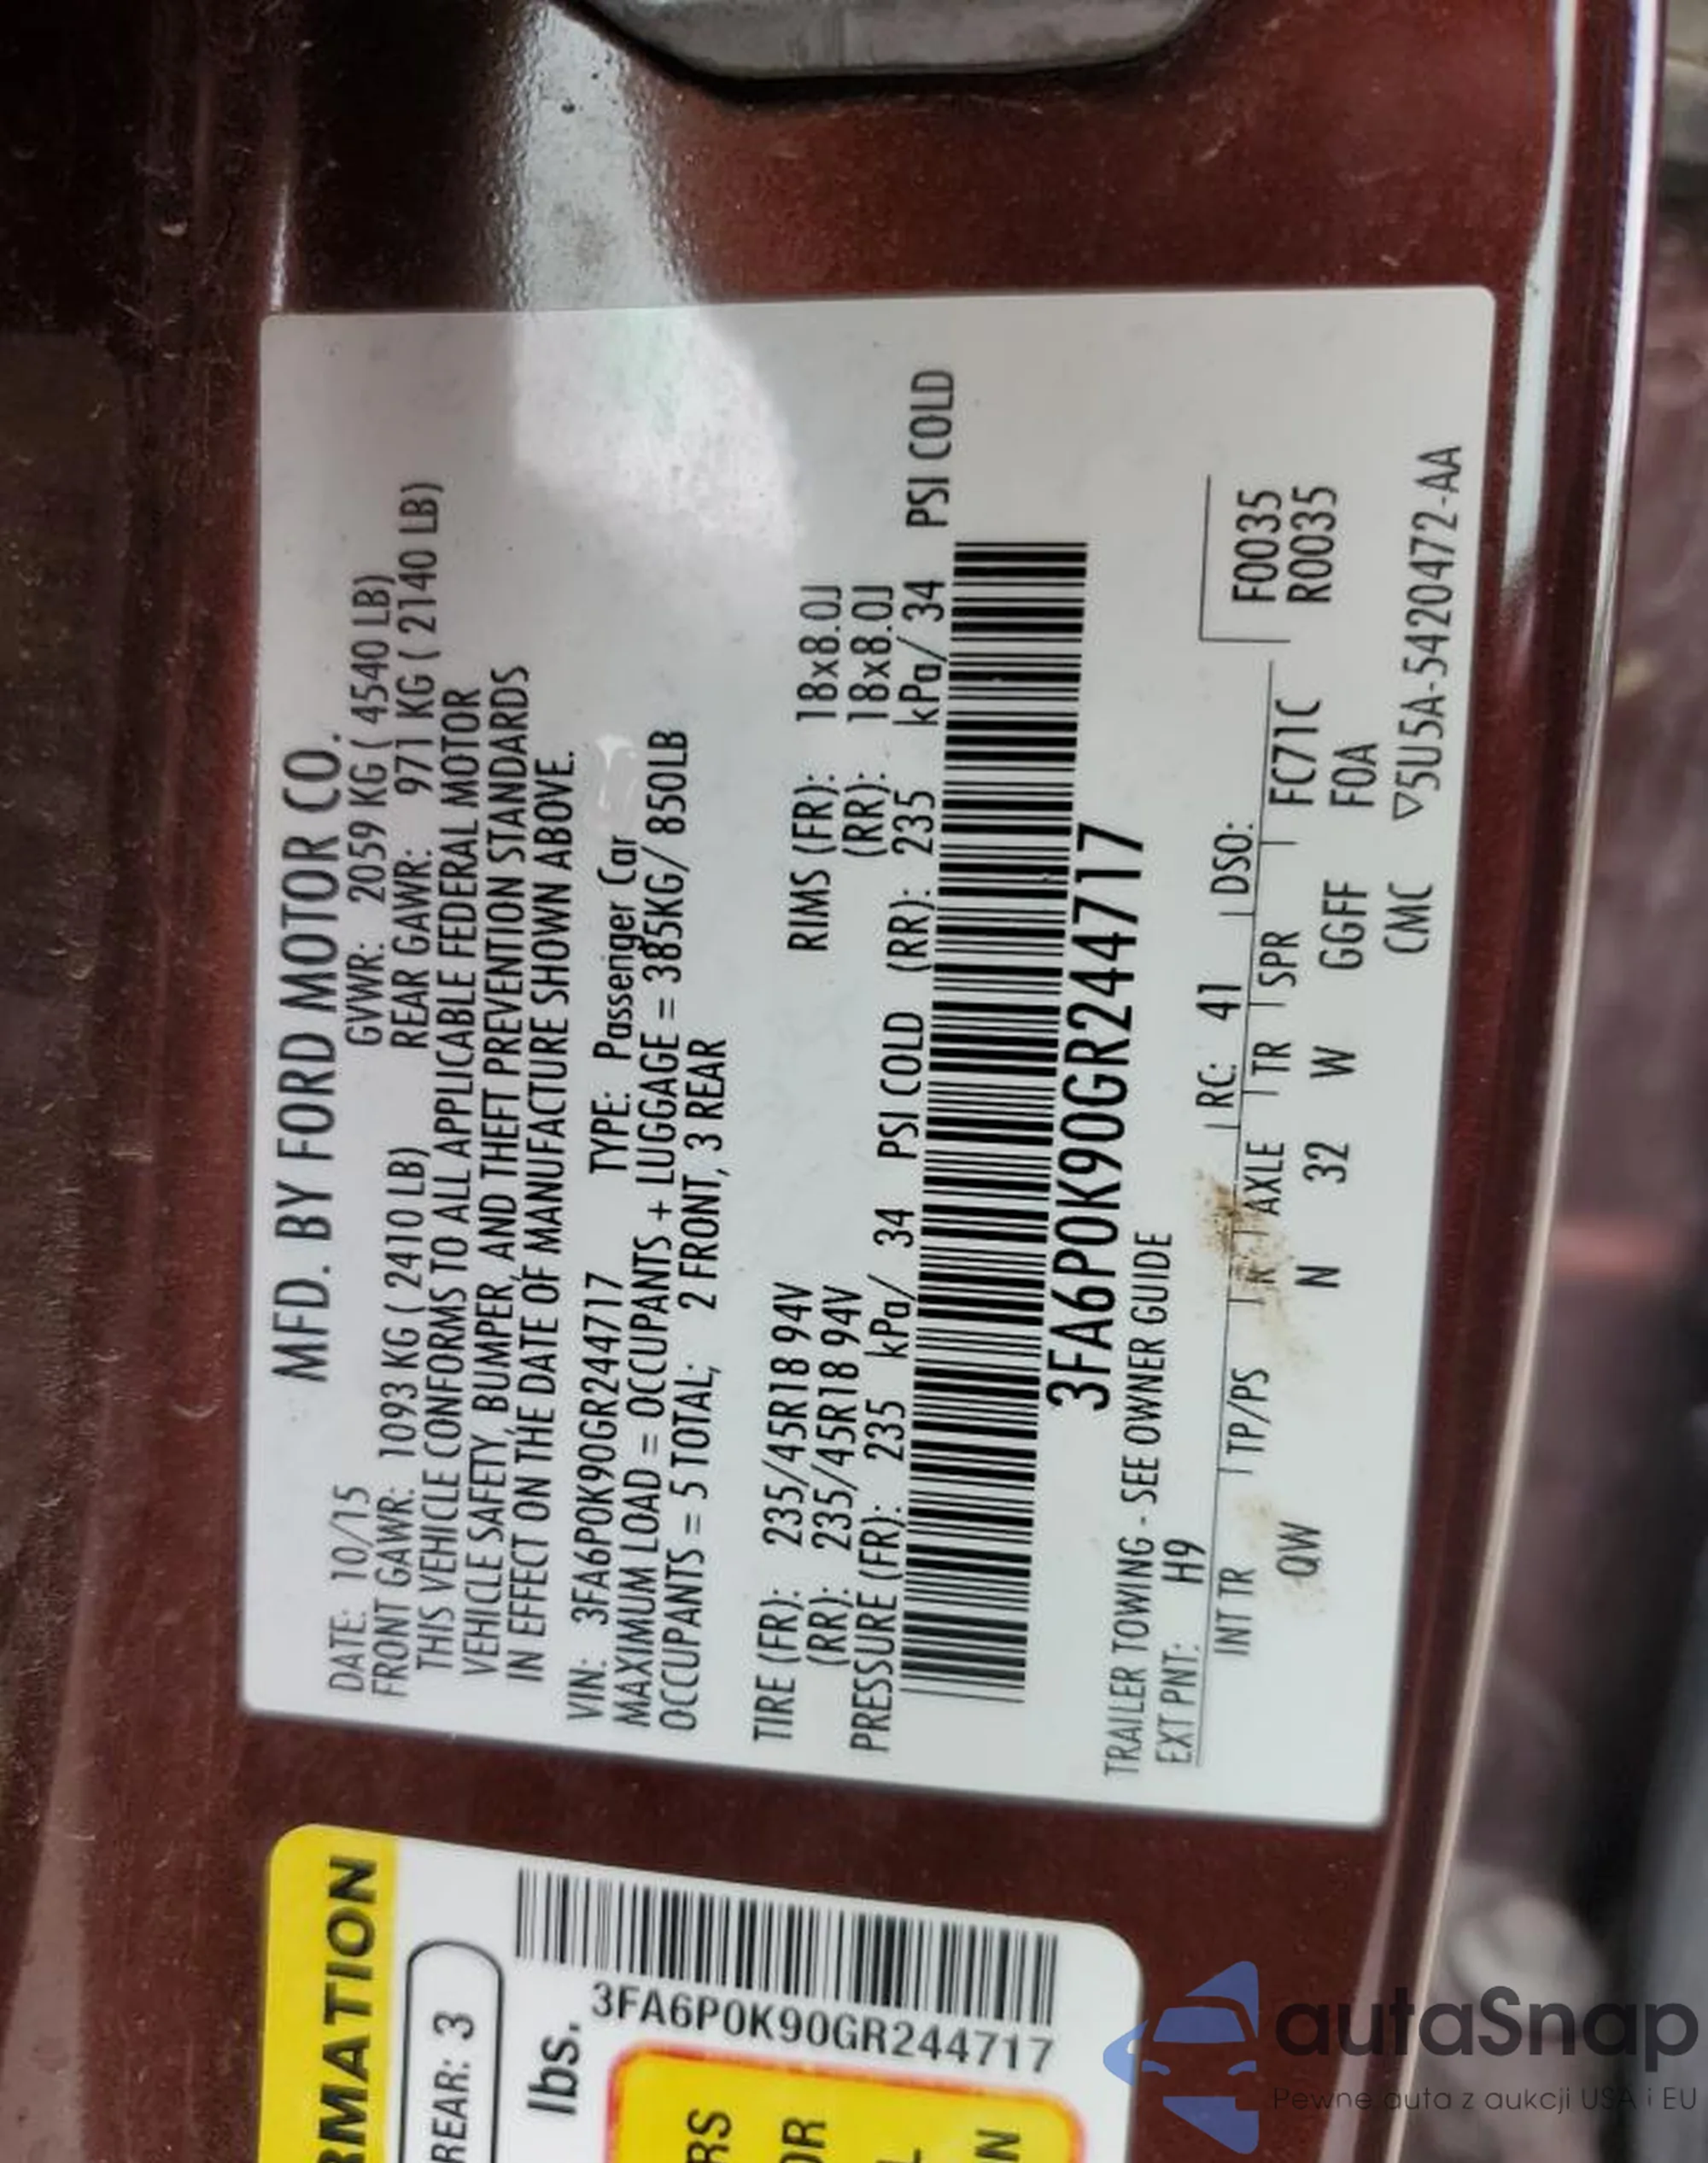 MFD. BY FORD MOTOR CO.
DATE: 10/15 GVWR: 2059 KG ( 4540 LB)
FRONT GAWR: 1093 KG ( 2410 LB) REAR GAWR: 971 KG ( 2140 LB)
THIS VEHICLE CONFORMS TO ALL APPLICABLE FEDERAL MOTOR
VEHICLE SAFETY, BUMPER, AND THEFT PREVENTION STANDARDS
IN EFFECT ON THE DATE OF MANUFACTURE SHOWN ABOVE.
VIN: 3FA6P0K90GR244717 TYPE: Passenger Car
MAXIMUM LOAD = OCCUPANTS + LUGGAGE = 385KG/ 850LB
OCCUPANTS = 5 TOTAL; 2 FRONT, 3 REAR
TIRE (FR): 235/45R18 94V RIMS (FR): 18x8.0J
(RR): 235/45R18 94V (RR): 18x8.0J
PRESSURE (FR): 235 kPa/ 34 PSI COLD (RR): 235 kPa/ 34 PSI COLD
3FA6P0K90GR244717
TRAILER TOWING - SEE OWNER GUIDE
EXT PNT: H9 RC: 41 DSO: F0035
INT TR TP/PS R AXLE TR SPR FC71C R0035
QW N 32 W GGFF FOA
CMC ▽5U5A-5420472-AA
RMATION
REAR: 3
lbs.
3FA6P0K90GR244717
RS
OR
L
N
autaSnap
Pewne auta z aukcji USA i EU